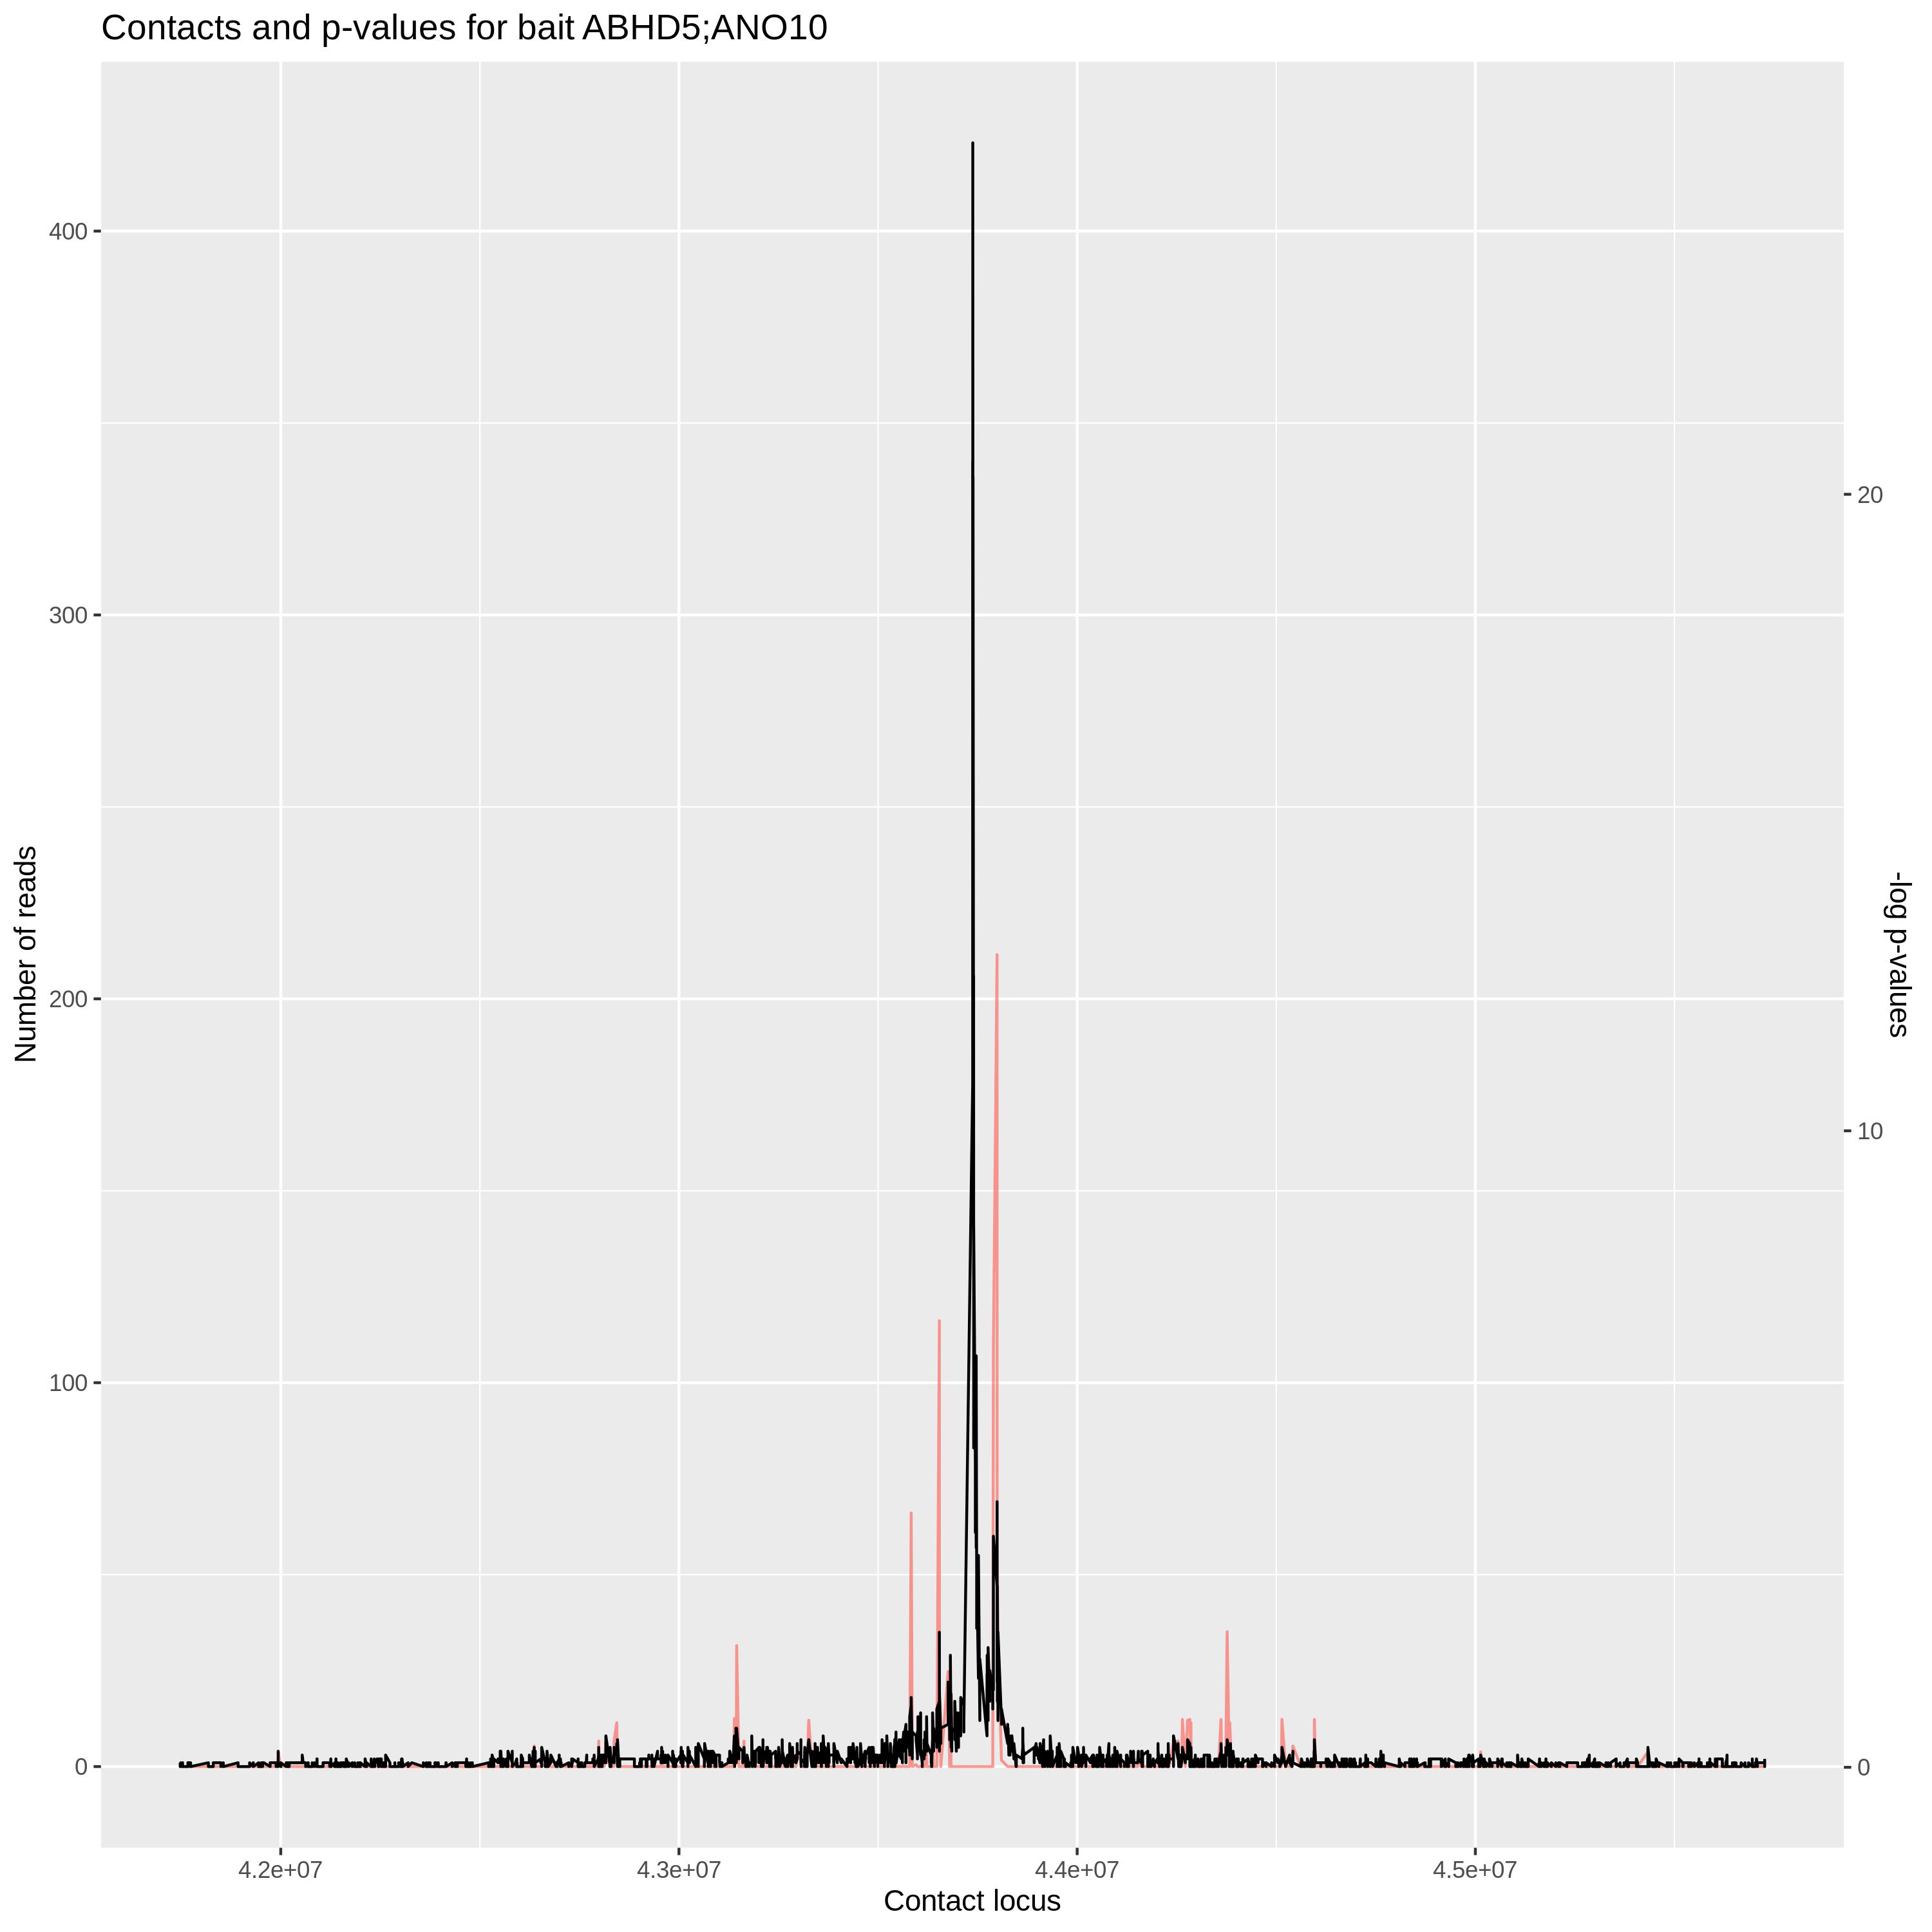 Contacts and p-values for bait ABHD5;ANO10
400
300
200
100
0
Number of reads
20
10
0
-log p-values
4.2e+07 4.3e+07 4.4e+07 4.5e+07
Contact locus